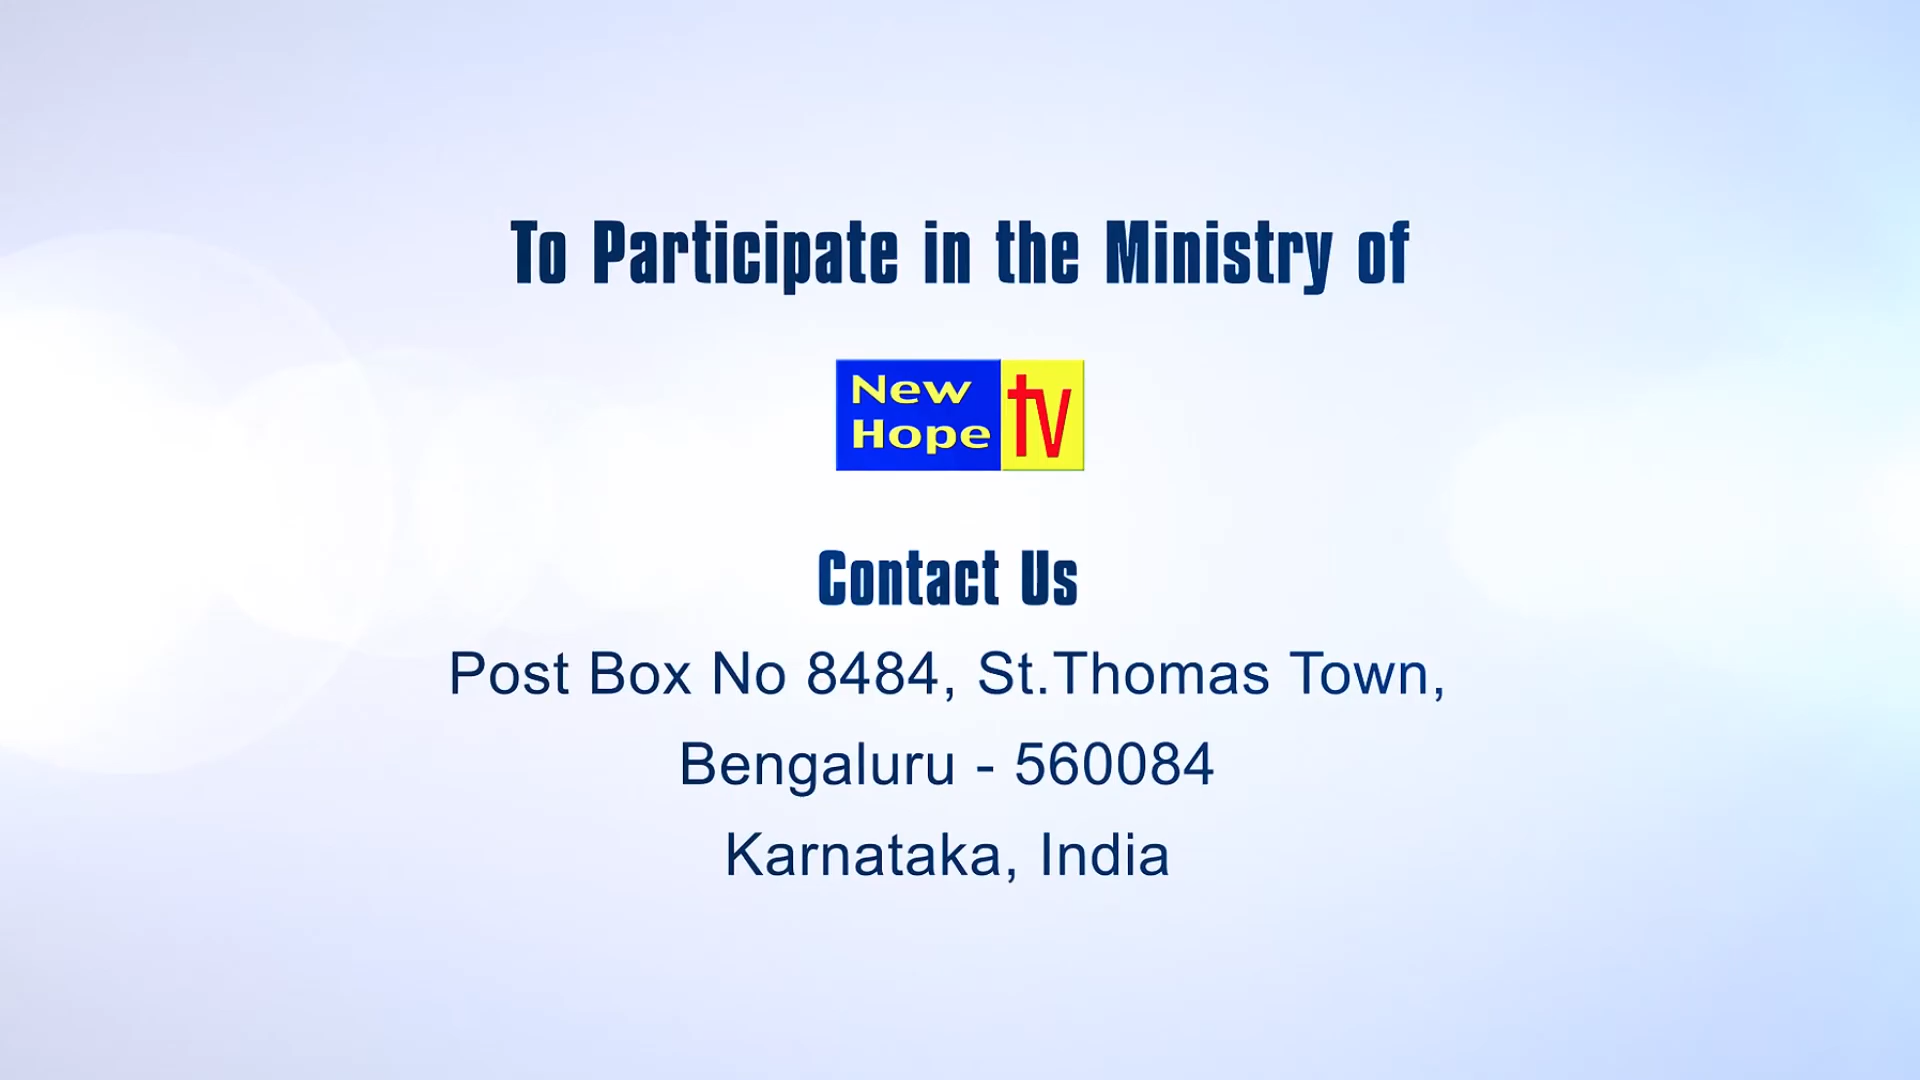 To Participate in the Ministry of
New
Hope
tv
Contact Us
Post Box No 8484, St.Thomas Town,
Bengaluru - 560084
Karnataka, India